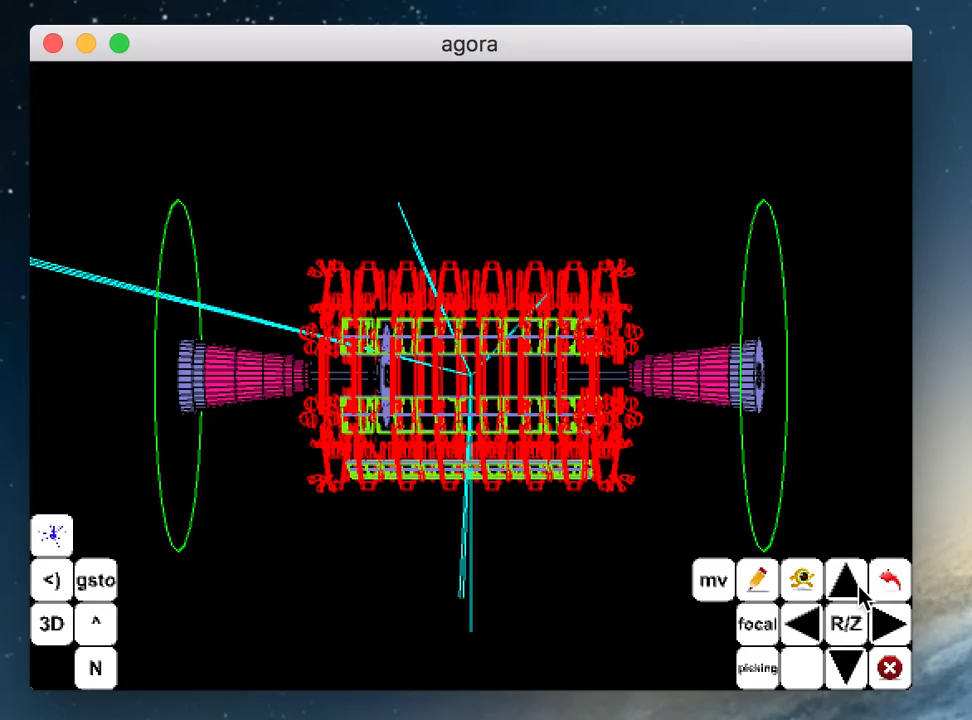 agora
<) gsto
mv
3D ^
focal R/Z
N
picking